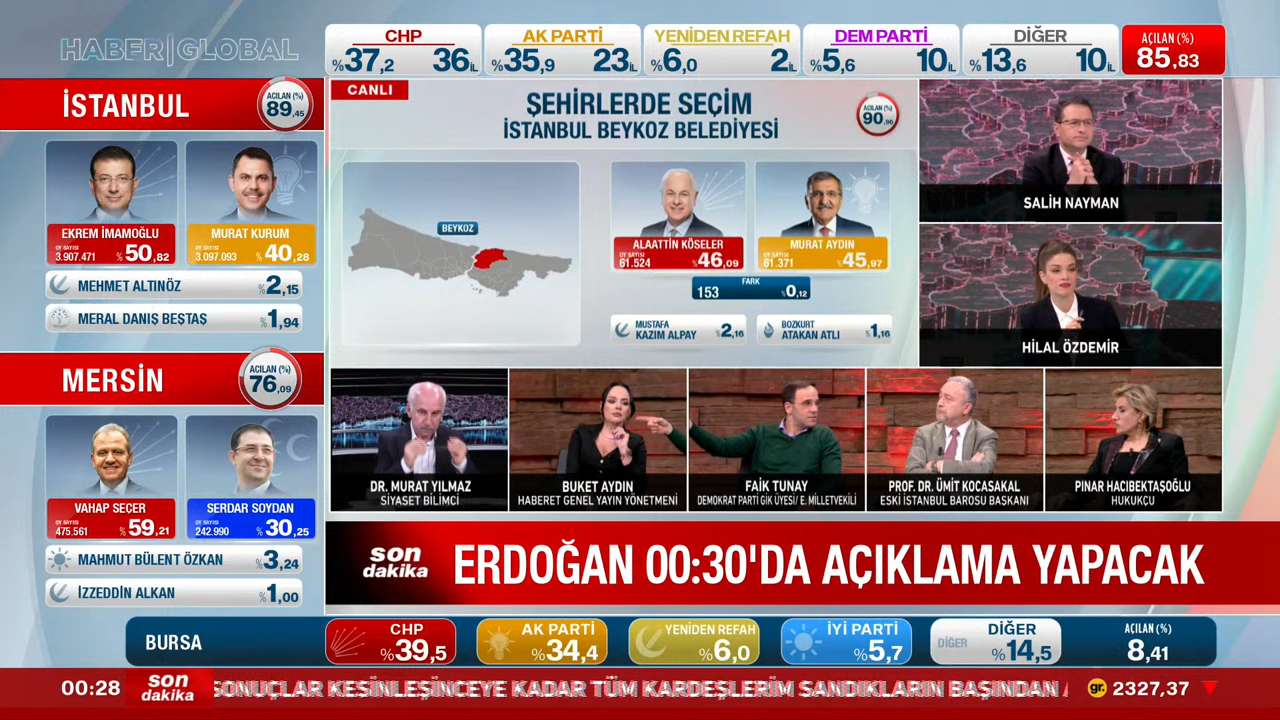 HABER|GLOBAL
CHP
%37,2 36İL
AK PARTİ
%35,9 23İL
YENİDEN REFAH
%6,0 2İL
DEM PARTİ
%5,6 10İL
DİĞER
%13,6 10İL
AÇILAN (%)
85,83
İSTANBUL
AÇILAN (%)
89,45
EKREM İMAMOĞLU
OY SAYISI
3.907.471 %50,82
MURAT KURUM
OY SAYISI
3.097.093 %40,28
MEHMET ALTINÖZ %2,15
MERAL DANIŞ BEŞTAŞ %1,94
MERSİN
AÇILAN (%)
76,09
VAHAP SEÇER
OY SAYISI
475.561 %59,21
SERDAR SOYDAN
OY SAYISI
242.990 %30,25
MAHMUT BÜLENT ÖZKAN %3,24
İZZEDDİN ALKAN %1,00
CANLI
ŞEHİRLERDE SEÇİM
İSTANBUL BEYKOZ BELEDİYESİ
AÇILAN (%)
90,96
BEYKOZ
ALAATTİN KÖSELER
OY SAYISI
61.524 %46,09
MURAT AYDIN
OY SAYISI
61.371 %45,97
FARK
153 %0,12
MUSTAFA
KAZIM ALPAY %2,16
BOZKURT
ATAKAN ATLI %1,16
SALİH NAYMAN
HİLAL ÖZDEMİR
DR. MURAT YILMAZ
SİYASET BİLİMCİ
BUKET AYDIN
HABERET GENEL YAYIN YÖNETMENİ
FAİK TUNAY
DEMOKRAT PARTİ GİK ÜYESİ/ E. MİLLETVEKİLİ
PROF. DR. ÜMİT KOCASAKAL
ESKİ İSTANBUL BAROSU BAŞKANI
PINAR HACIBEKTAŞOĞLU
HUKUKÇU
son
dakika
ERDOĞAN 00:30'DA AÇIKLAMA YAPACAK
BURSA
CHP
%39,5
AK PARTİ
%34,4
YENİDEN REFAH
%6,0
İYİ PARTİ
%5,7
DİĞER
DİĞER
%14,5
AÇILAN (%)
8,41
00:28
son
dakika
SONUÇLAR KESİNLEŞİNCEYE KADAR TÜM KARDEŞLERİM SANDIKLARIN BAŞINDAN
gr. 2327,37